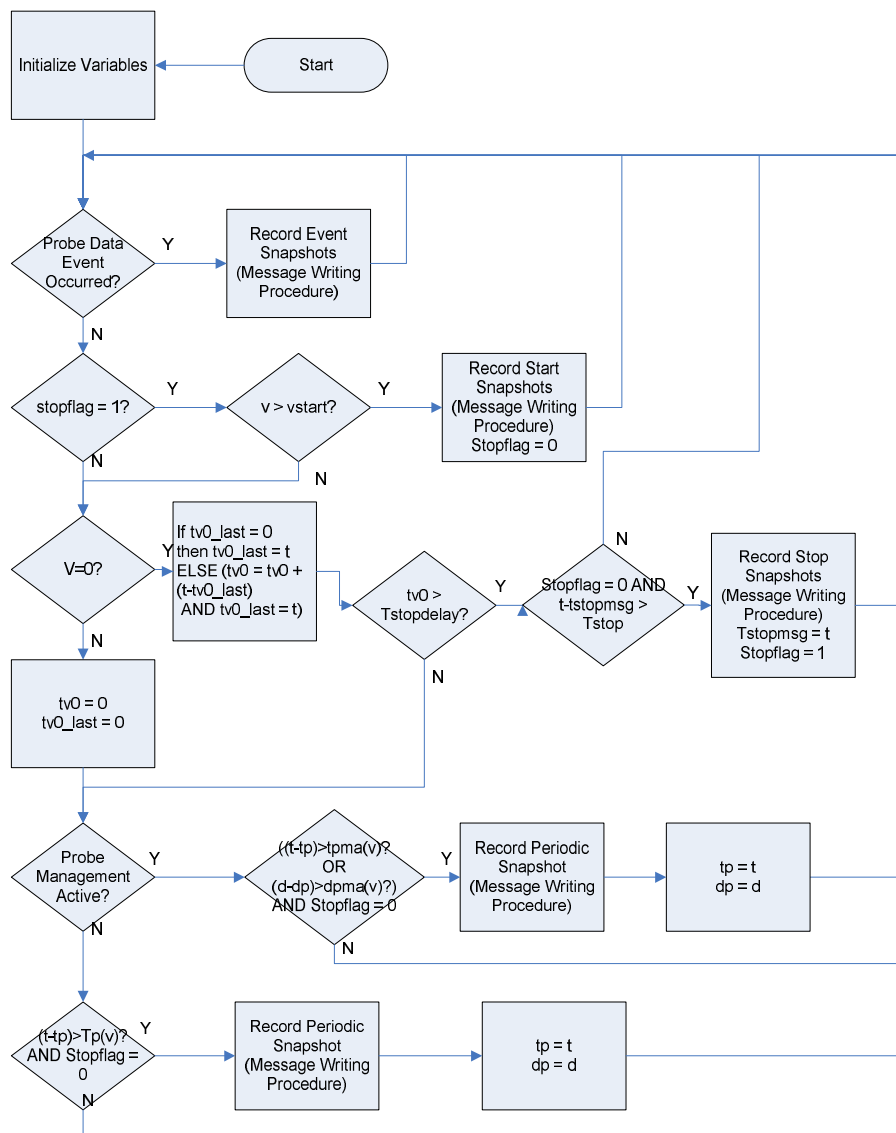 Initialize Variables
Start
Probe Data
Event
Occurred?
Y
Record Event
Snapshots
(Message Writing
Procedure)
N
stopflag = 1?
Y
v > vstart?
Y
Record Start
Snapshots
(Message Writing
Procedure)
Stopflag = 0
N
N
V=0?
Y
If tv0_last = 0
then tv0_last = t
ELSE (tv0 = tv0 +
(t-tv0_last)
AND tv0_last = t)
tv0 >
Tstopdelay?
Y
N
Stopflag = 0 AND
t-tstopmsg >
Tstop
Y
Record Stop
Snapshots
(Message Writing
Procedure)
Tstopmsg = t
Stopflag = 1
N
N
tv0 = 0
tv0_last = 0
Probe
Management
Active?
Y
((t-tp)>tpma(v)?
OR
(d-dp)>dpma(v)?)
AND Stopflag = 0
Y
Record Periodic
Snapshot
(Message Writing
Procedure)
tp = t
dp = d
N
N
(t-tp)>Tp(v)?
AND Stopflag =
0
Y
Record Periodic
Snapshot
(Message Writing
Procedure)
tp = t
dp = d
N